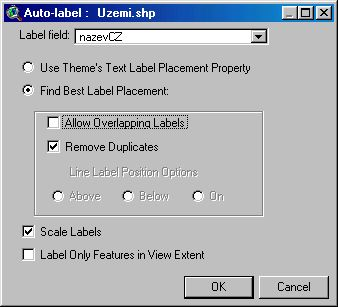 Auto-label : Uzemi.shp
Label field: nazevCZ
Use Theme's Text Label Placement Property
Find Best Label Placement:
Allow Overlapping Labels
Remove Duplicates
Line Label Position Options
Above Below On
Scale Labels
Label Only Features in View Extent
OK Cancel